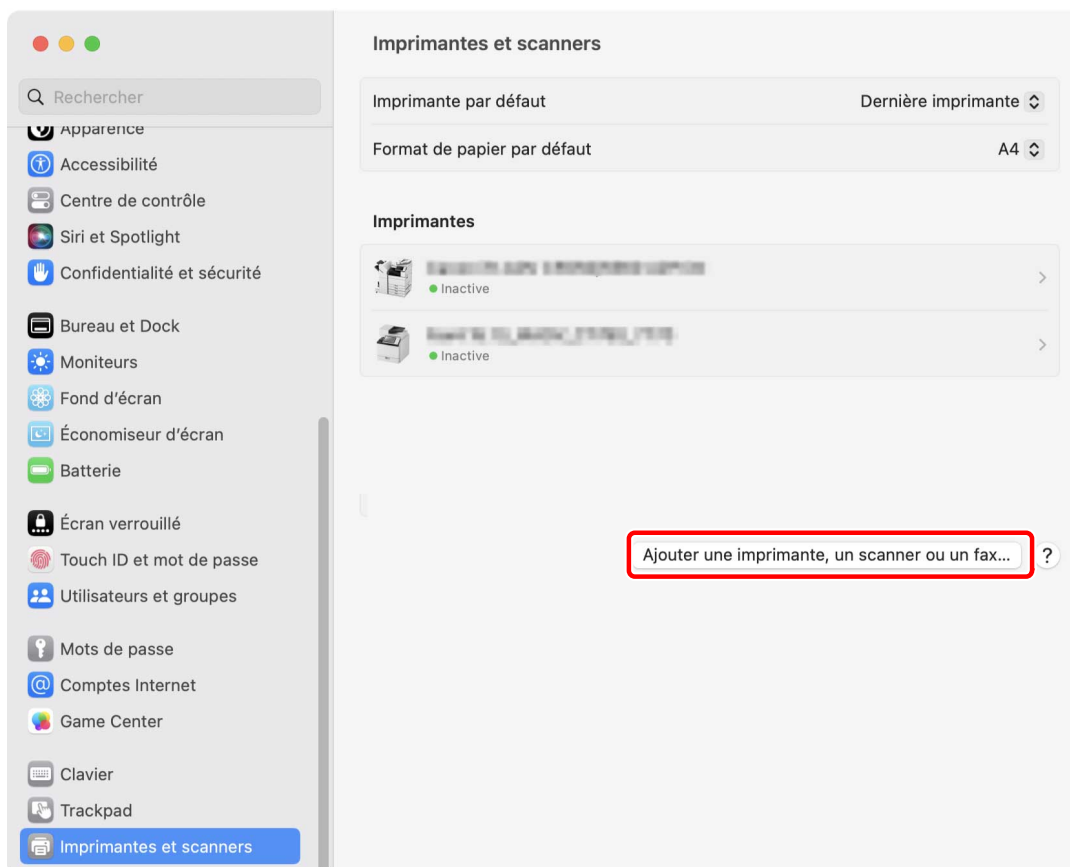 Rechercher
Apparence
Accessibilité
Centre de contrôle
Siri et Spotlight
Confidentialité et sécurité
Bureau et Dock
Moniteurs
Fond d'écran
Économiseur d'écran
Batterie
Écran verrouillé
Touch ID et mot de passe
Utilisateurs et groupes
Mots de passe
Comptes Internet
Game Center
Clavier
Trackpad
Imprimantes et scanners
Imprimantes et scanners
Imprimante par défaut Dernière imprimante
Format de papier par défaut A4
Imprimantes
Inactive
Inactive
Ajouter une imprimante, un scanner ou un fax... ?